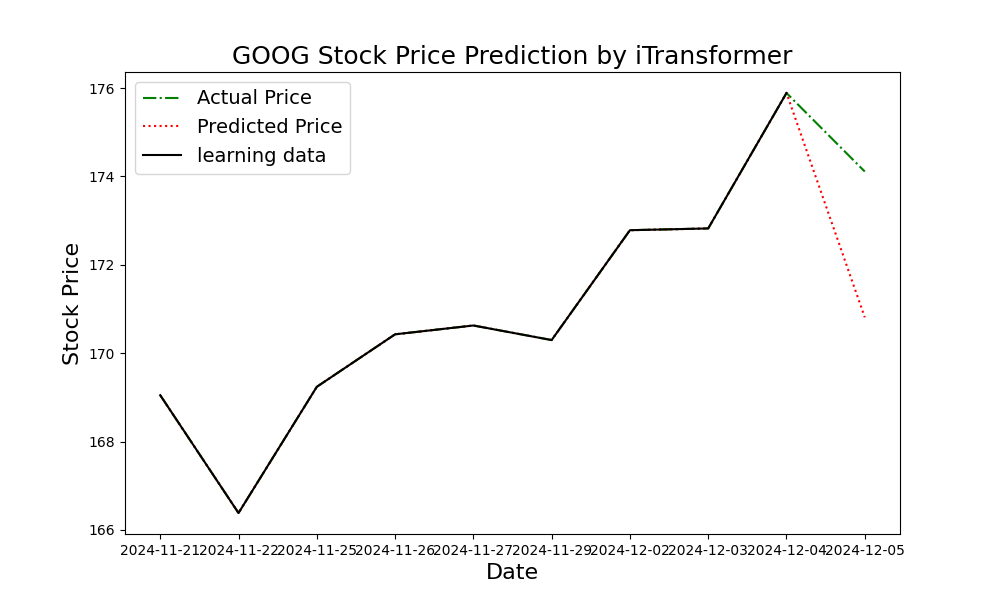 GOOG Stock Price Prediction by iTransformer
Actual Price
Predicted Price
learning data
176
174
172
170
168
166
Stock Price
2024-11-21 2024-11-22 2024-11-25 2024-11-26 2024-11-27 2024-11-29 2024-12-02 2024-12-03 2024-12-04 2024-12-05
Date